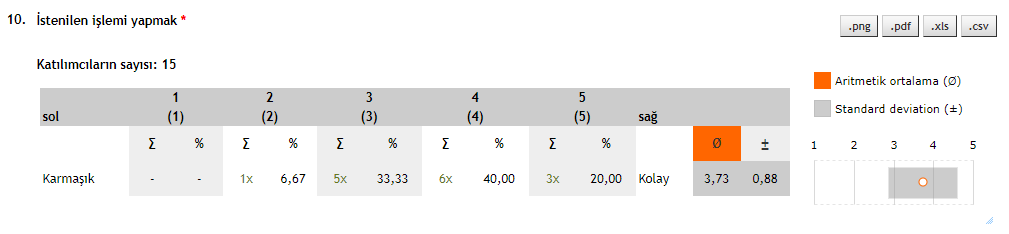 10. İstenilen işlemi yapmak *
.png .pdf .xls .csv
Katılımcıların sayısı: 15
Aritmetik ortalama (Ø)
Standard deviation (±)
1 2 3 4 5
sol (1) (2) (3) (4) (5) sağ
Σ % Σ % Σ % Σ % Σ % Ø ±
1 2 3 4 5
Karmaşık - - 1x 6,67 5x 33,33 6x 40,00 3x 20,00 Kolay 3,73 0,88